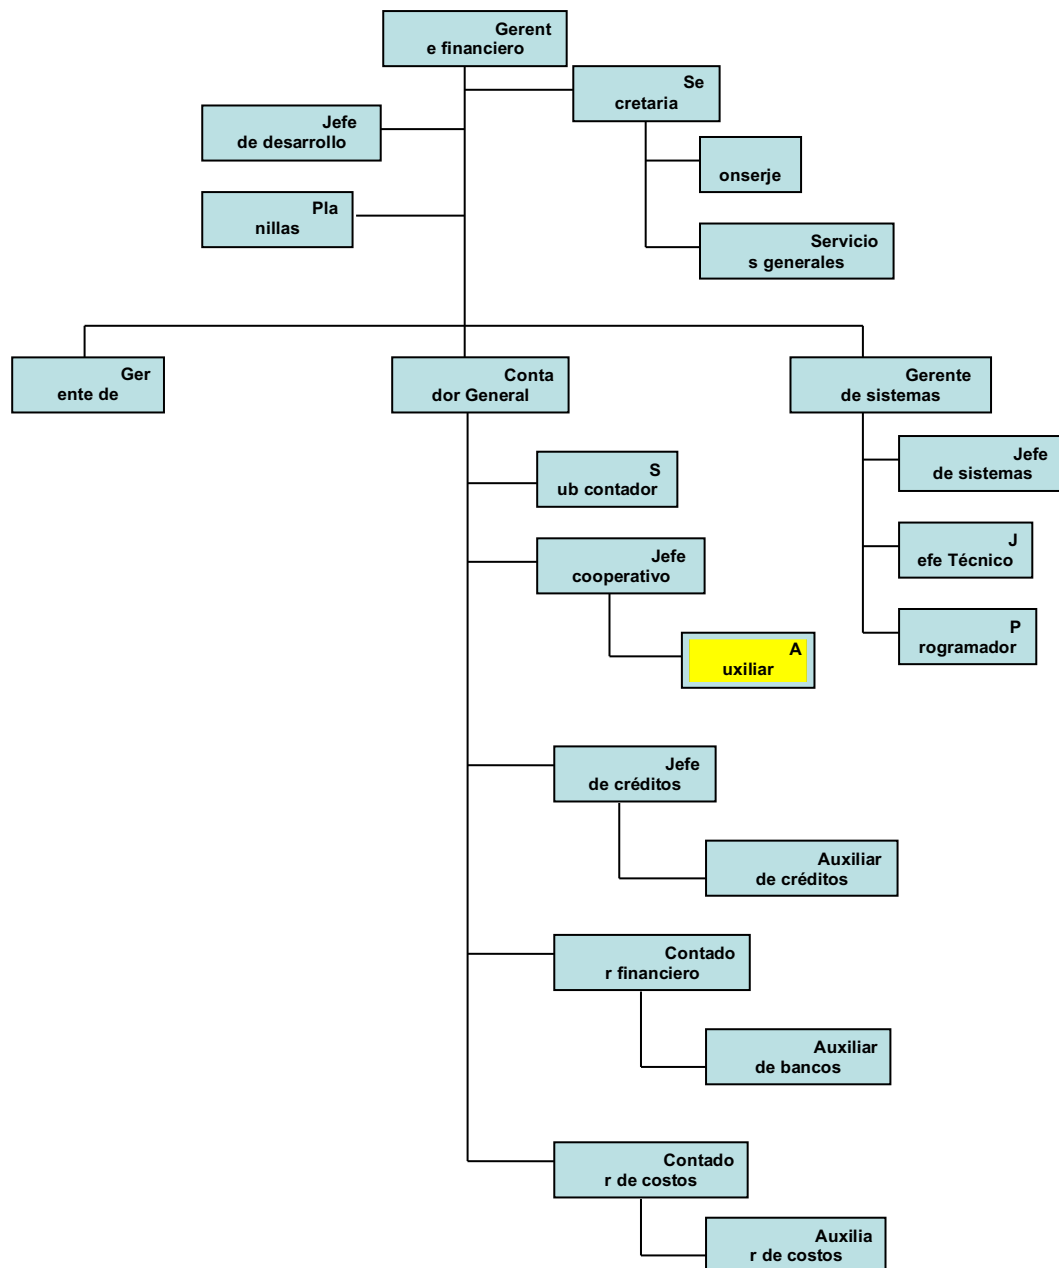 Gerent
e financiero
Se
cretaria
Jefe
de desarrollo
onserje
Pla
nillas
Servicio
s generales
Ger
ente de
Conta
dor General
Gerente
de sistemas
Jefe
de sistemas
S
ub contador
J
efe Técnico
Jefe
cooperativo
P
rogramador
A
uxiliar
Jefe
de créditos
Auxiliar
de créditos
Contado
r financiero
Auxiliar
de bancos
Contado
r de costos
Auxilia
r de costos